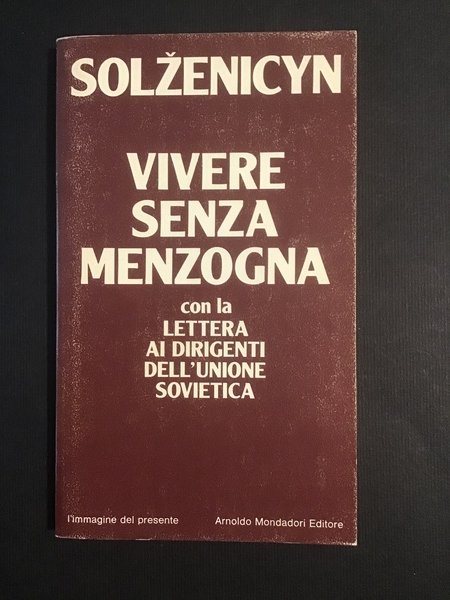 SOLŽENICYN
VIVERE
SENZA
MENZOGNA
con la
LETTERA
AI DIRIGENTI
DELL'UNIONE
SOVIETICA
l'immagine del presente Arnoldo Mondadori Editore